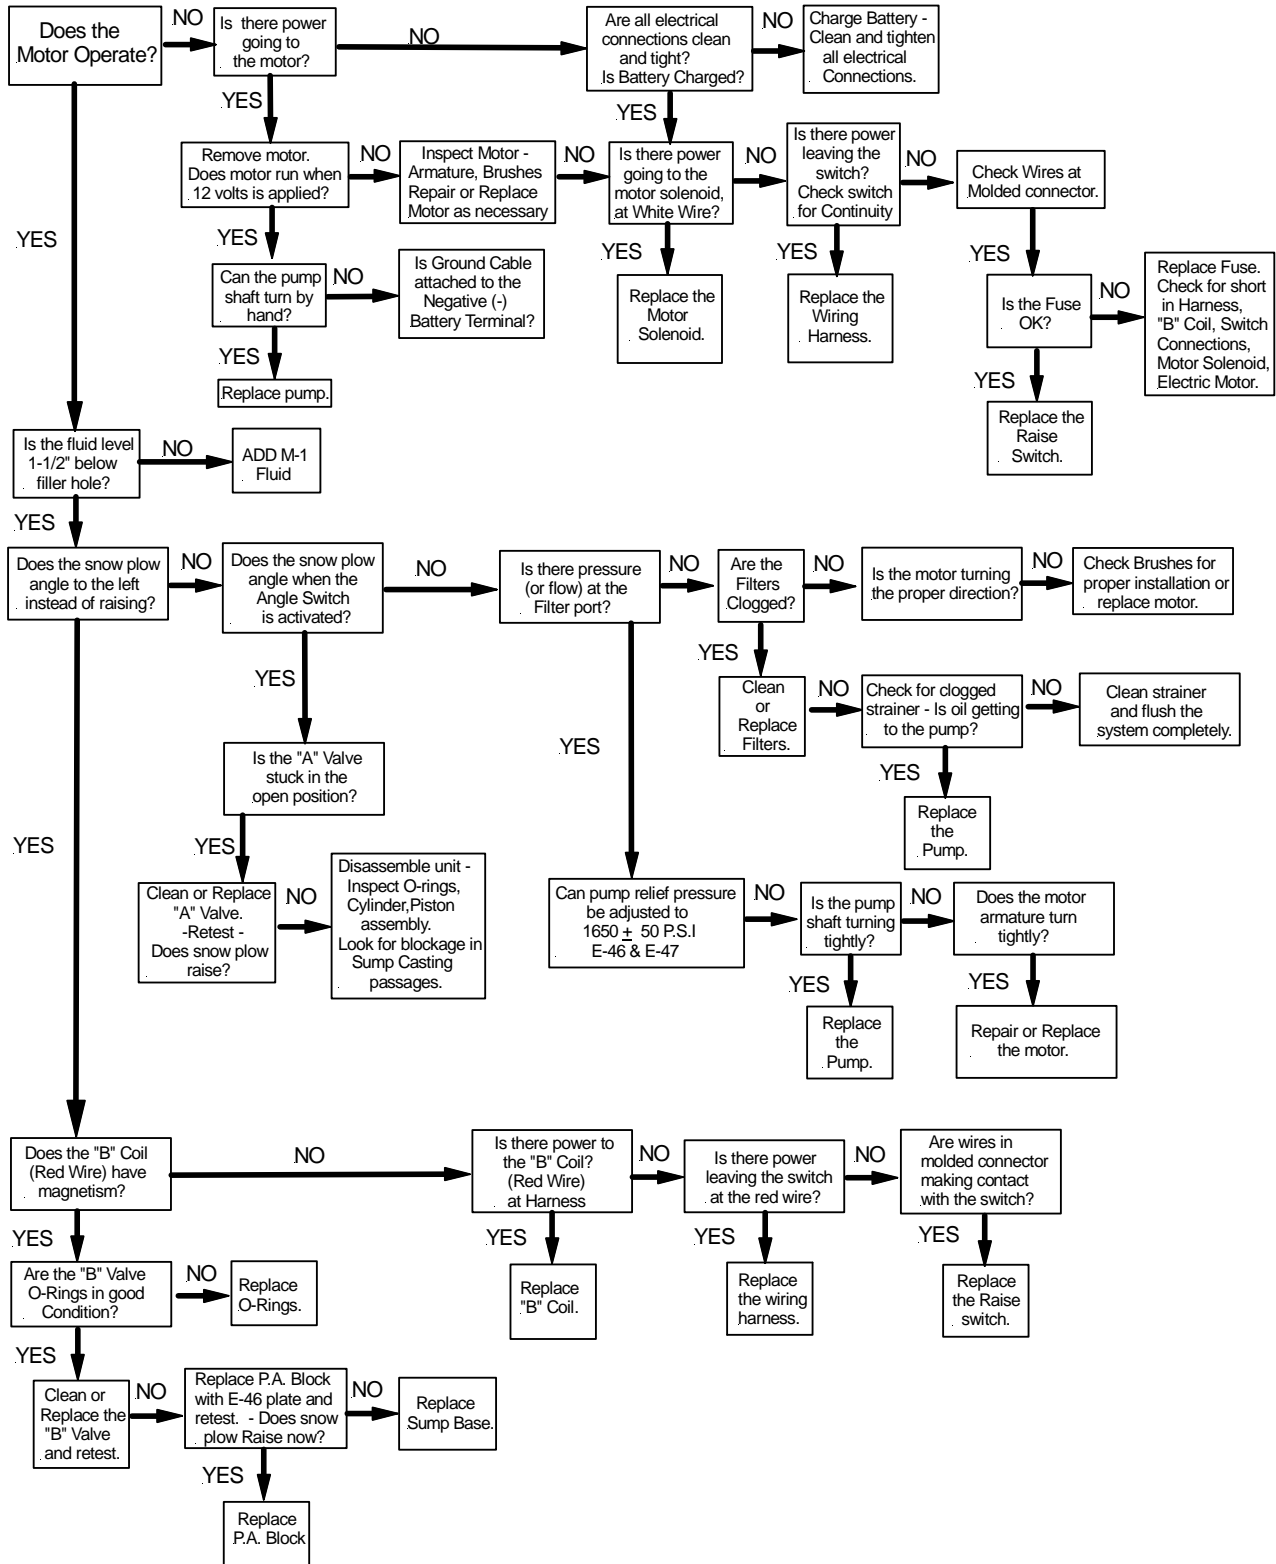 Does the
Motor Operate?
NO
Is there power
going to
the motor?
NO
Are all electrical
connections clean
and tight?
Is Battery Charged?
NO
Charge Battery -
Clean and tighten
all electrical
Connections.
YES
YES
YES
Remove motor.
Does motor run when
12 volts is applied?
NO
Inspect Motor -
Armature, Brushes
Repair or Replace
Motor as necessary
NO
Is there power
going to the
motor solenoid,
at White Wire?
NO
Is there power
leaving the
switch?
Check switch
for Continuity
NO
Check Wires at
Molded connector.
YES
YES
YES
YES
Can the pump
shaft turn by
hand?
NO
Is Ground Cable
attached to the
Negative (-)
Battery Terminal?
Replace the
Motor
Solenoid.
Replace the
Wiring
Harness.
Is the Fuse
OK?
NO
Replace Fuse.
Check for short
in Harness,
"B" Coil, Switch
Connections,
Motor Solenoid,
Electric Motor.
YES
Replace pump.
YES
Replace the
Raise
Switch.
Is the fluid level
1-1/2" below
filler hole?
NO
ADD M-1
Fluid
YES
Does the snow plow
angle to the left
instead of raising?
NO
Does the snow plow
angle when the
Angle Switch
is activated?
NO
Is there pressure
(or flow) at the
Filter port?
NO
Are the
Filters
Clogged?
NO
Is the motor turning
the proper direction?
NO
Check Brushes for
proper installation or
replace motor.
YES
YES
Clean
or
Replace
Filters.
NO
Check for clogged
strainer - Is oil getting
to the pump?
NO
Clean strainer
and flush the
system completely.
YES
YES
Is the "A" Valve
stuck in the
open position?
Replace
the
Pump.
YES
YES
Clean or Replace
"A" Valve.
-Retest -
Does snow plow
raise?
NO
Disassemble unit -
Inspect O-rings,
Cylinder,Piston
assembly.
Look for blockage in
Sump Casting
passages.
Can pump relief pressure
be adjusted to
1650 ± 50 P.S.I
E-46 & E-47
NO
Is the pump
shaft turning
tightly?
NO
Does the motor
armature turn
tightly?
YES
YES
Replace
the
Pump.
Repair or Replace
the motor.
Does the "B" Coil
(Red Wire) have
magnetism?
NO
Is there power to
the "B" Coil?
(Red Wire)
at Harness
NO
Is there power
leaving the switch
at the red wire?
NO
Are wires in
molded connector
making contact
with the switch?
YES
YES
YES
YES
Are the "B" Valve
O-Rings in good
Condition?
NO
Replace
O-Rings.
Replace
"B" Coil.
Replace
the wiring
harness.
Replace
the Raise
switch.
YES
Clean or
Replace the
"B" Valve
and retest.
NO
Replace P.A. Block
with E-46 plate and
retest. - Does snow
plow Raise now?
NO
Replace
Sump Base.
YES
Replace
P.A. Block